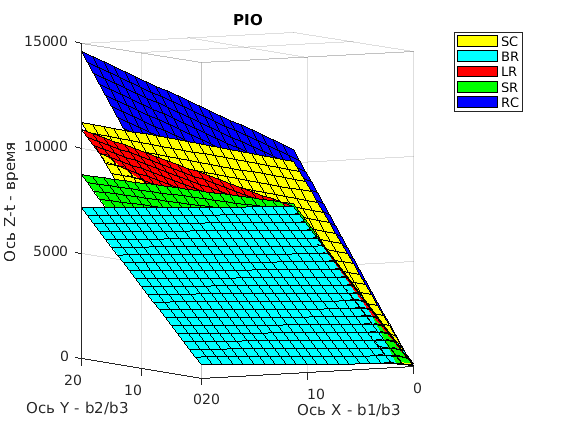 PIO
15000
10000
5000
0
20
10
020
10
0
Ось Z-t - время
Ось Y - b2/b3
Ось X - b1/b3
SC
BR
LR
SR
RC